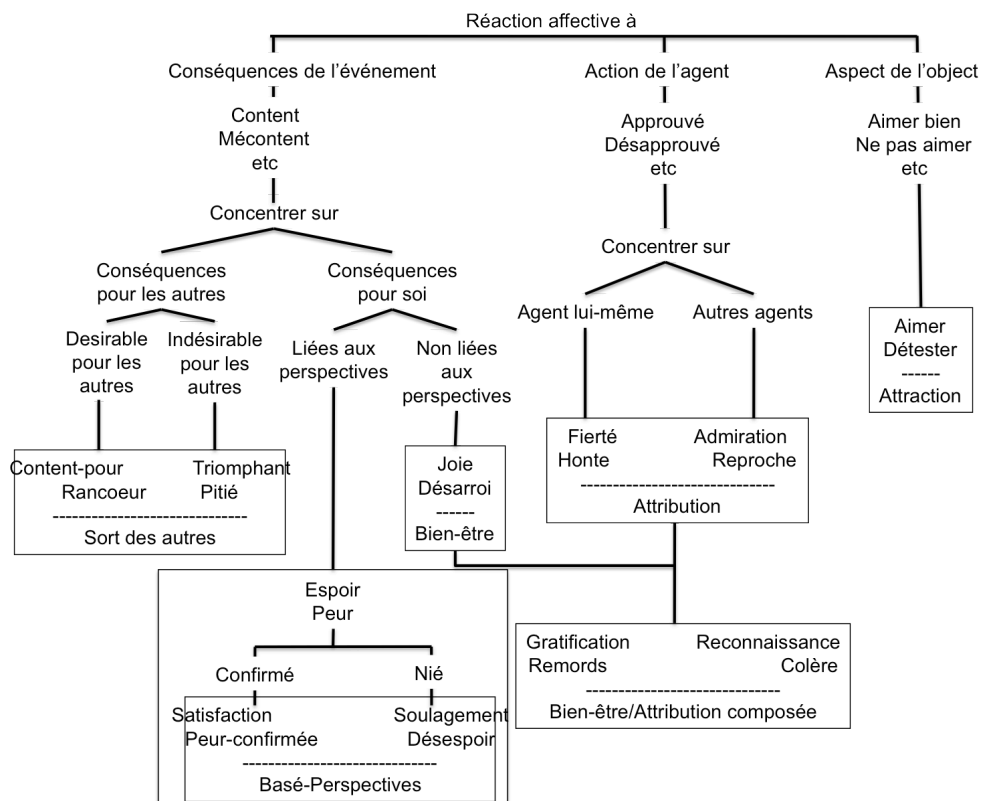 Réaction affective à
Conséquences de l'événement
Action de l'agent
Aspect de l'object
Content
Mécontent
etc
Approuvé
Désapprouvé
etc
Aimer bien
Ne pas aimer
etc
Concentrer sur
Concentrer sur
Conséquences
pour les autres
Conséquences
pour soi
Agent lui-même
Autres agents
Desirable
pour les
autres
Indésirable
pour les
autres
Liées aux
perspectives
Non liées
aux
perspectives
Aimer
Détester
------
Attraction
Content-pour
Rancoeur
Triomphant
Pitié
------------------------------
Sort des autres
Joie
Désarroi
------
Bien-être
Fierté
Honte
Admiration
Reproche
------------------------------
Attribution
Espoir
Peur
Confirmé
Nié
Satisfaction
Peur-confirmée
Soulagement
Désespoir
------------------------------
Basé-Perspectives
Gratification
Remords
Reconnaissance
Colère
------------------------------
Bien-être/Attribution composée